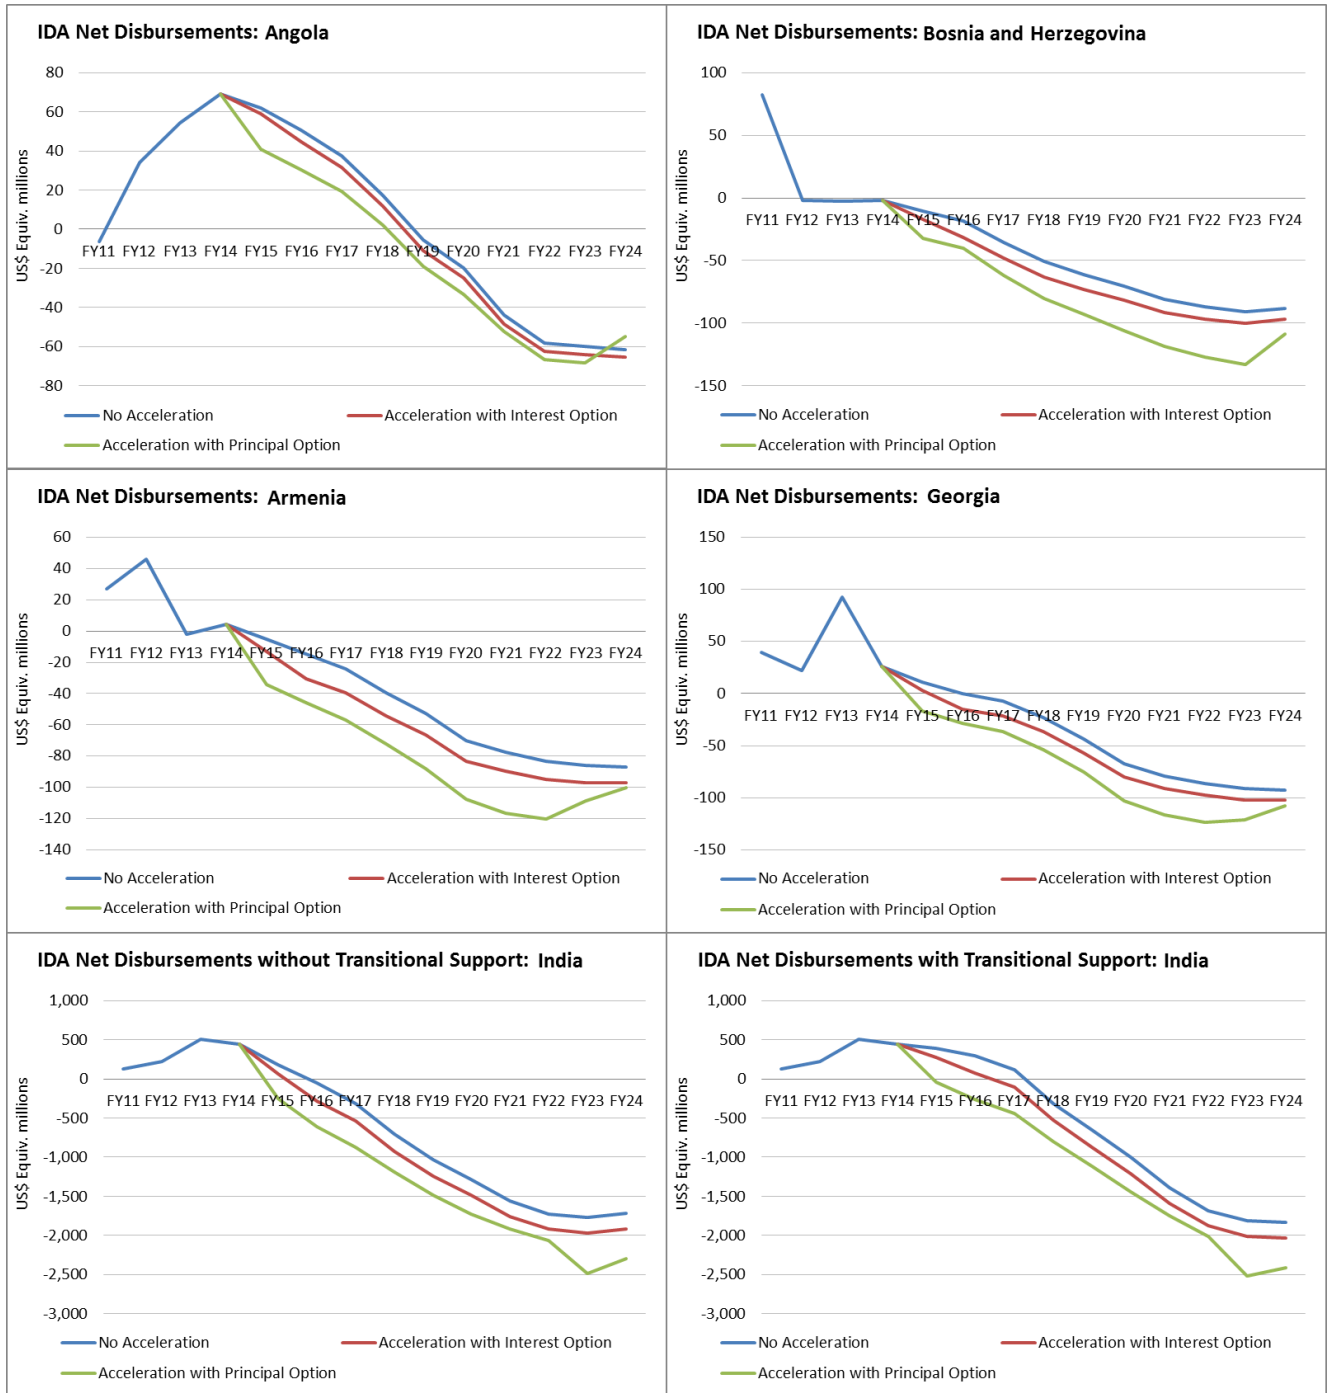 IDA Net Disbursements: Angola
80
60
40
20
0
-20
-40
-60
-80
US$ Equiv. millions
FY11 FY12 FY13 FY14 FY15 FY16 FY17 FY18 FY19 FY20 FY21 FY22 FY23 FY24
No Acceleration
Acceleration with Interest Option
Acceleration with Principal Option
IDA Net Disbursements: Bosnia and Herzegovina
100
50
0
-50
-100
-150
US$ Equiv. millions
FY11 FY12 FY13 FY14 FY15 FY16 FY17 FY18 FY19 FY20 FY21 FY22 FY23 FY24
No Acceleration
Acceleration with Interest Option
Acceleration with Principal Option
IDA Net Disbursements: Armenia
60
40
20
0
-20
-40
-60
-80
-100
-120
-140
US$ Equiv. millions
FY11 FY12 FY13 FY14 FY15 FY16 FY17 FY18 FY19 FY20 FY21 FY22 FY23 FY24
No Acceleration
Acceleration with Interest Option
Acceleration with Principal Option
IDA Net Disbursements: Georgia
150
100
50
0
-50
-100
-150
US$ Equiv. millions
FY11 FY12 FY13 FY14 FY15 FY16 FY17 FY18 FY19 FY20 FY21 FY22 FY23 FY24
No Acceleration
Acceleration with Interest Option
Acceleration with Principal Option
IDA Net Disbursements without Transitional Support: India
1,000
500
0
-500
-1,000
-1,500
-2,000
-2,500
-3,000
US$ Equiv. millions
FY11 FY12 FY13 FY14 FY15 FY16 FY17 FY18 FY19 FY20 FY21 FY22 FY23 FY24
No Acceleration
Acceleration with Interest Option
Acceleration with Principal Option
IDA Net Disbursements with Transitional Support: India
1,000
500
0
-500
-1,000
-1,500
-2,000
-2,500
-3,000
US$ Equiv. millions
FY11 FY12 FY13 FY14 FY15 FY16 FY17 FY18 FY19 FY20 FY21 FY22 FY23 FY24
No Acceleration
Acceleration with Interest Option
Acceleration with Principal Option